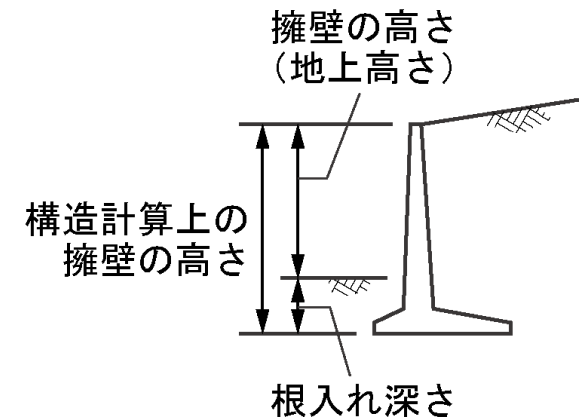 擁壁の高さ
（地上高さ）
構造計算上の
擁壁の高さ
根入れ深さ